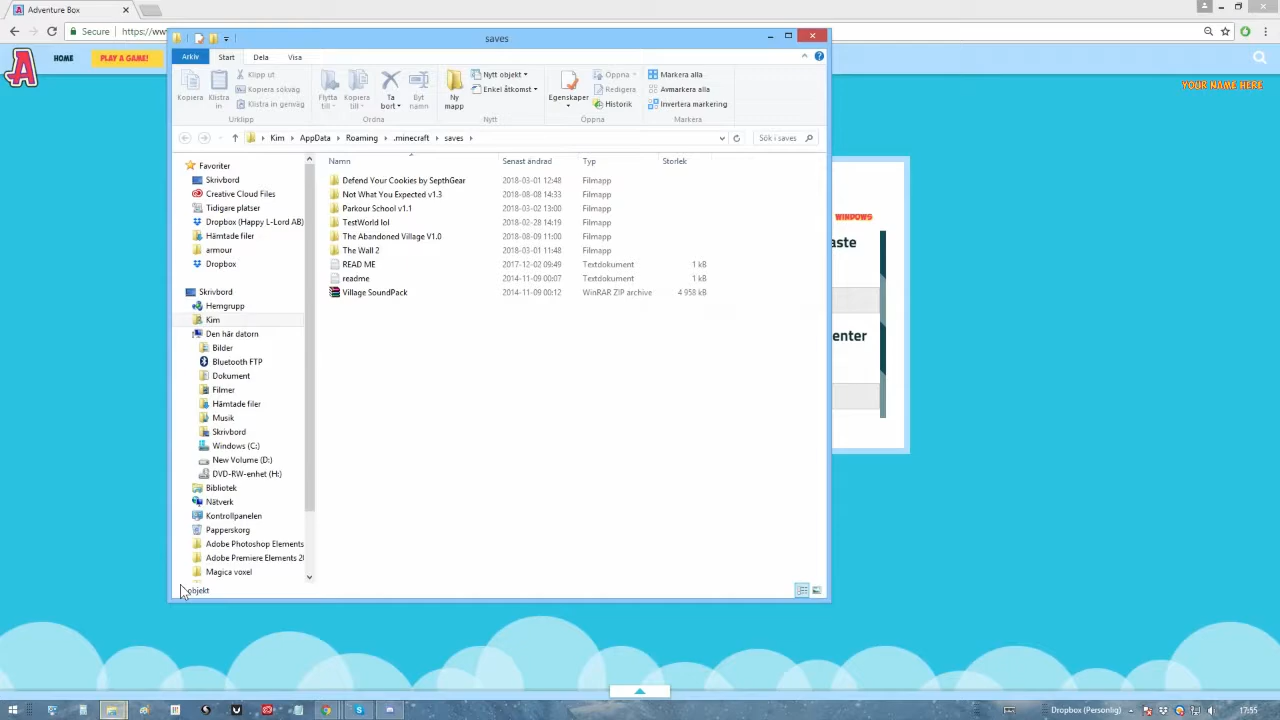 Adventure Box
Secure
https://www
A
HOME
PLAY A GAME!
YOUR NAME HERE
saves
Arkiv
Start
Dela
Visa
Kopiera
Klistra in
Klipp ut
Kopiera sökväg
Klistra in genväg
Urklipp
Flytta till
Kopiera till
Ta bort
Byt namn
Ordna
Ny mapp
Nytt objekt
Enkel åtkomst
Nytt
Egenskaper
Öppna
Redigera
Historik
Öppna
Markera alla
Avmarkera alla
Invertera markering
Markera
Kim
AppData
Roaming
.minecraft
saves
Sök i saves
Namn
Senast ändrad
Typ
Storlek
Favoriter
Skrivbord
Creative Cloud Files
Tidigare platser
Dropbox (Happy L-Lord AB)
Hämtade filer
armour
Dropbox
Skrivbord
Hemgrupp
Kim
Den här datorn
Bilder
Bluetooth FTP
Dokument
Filmer
Hämtade filer
Musik
Skrivbord
Windows (C:)
New Volume (D:)
DVD-RW-enhet (H:)
Bibliotek
Nätverk
Kontrollpanelen
Papperskorg
Adobe Photoshop Elements
Adobe Premiere Elements 20
Magica voxel
Defend Your Cookies by SepthGear 2018-03-01 12:48 Filmapp
Not What You Expected v1.3 2018-08-08 14:33 Filmapp
Parkour School v1.1 2018-03-02 13:00 Filmapp
TestWorld lol 2018-02-28 14:19 Filmapp
The Abandoned Village V1.0 2018-08-09 11:00 Filmapp
The Wall 2 2018-03-01 11:48 Filmapp
READ ME 2017-12-02 09:49 Textdokument 1 kB
readme 2014-11-09 00:07 Textdokument 1 kB
Village SoundPack 2014-11-09 00:12 WinRAR ZIP archive 4 958 kB
objekt
WINDOWS
aste
enter
Dropbox (Personlig)
17:55